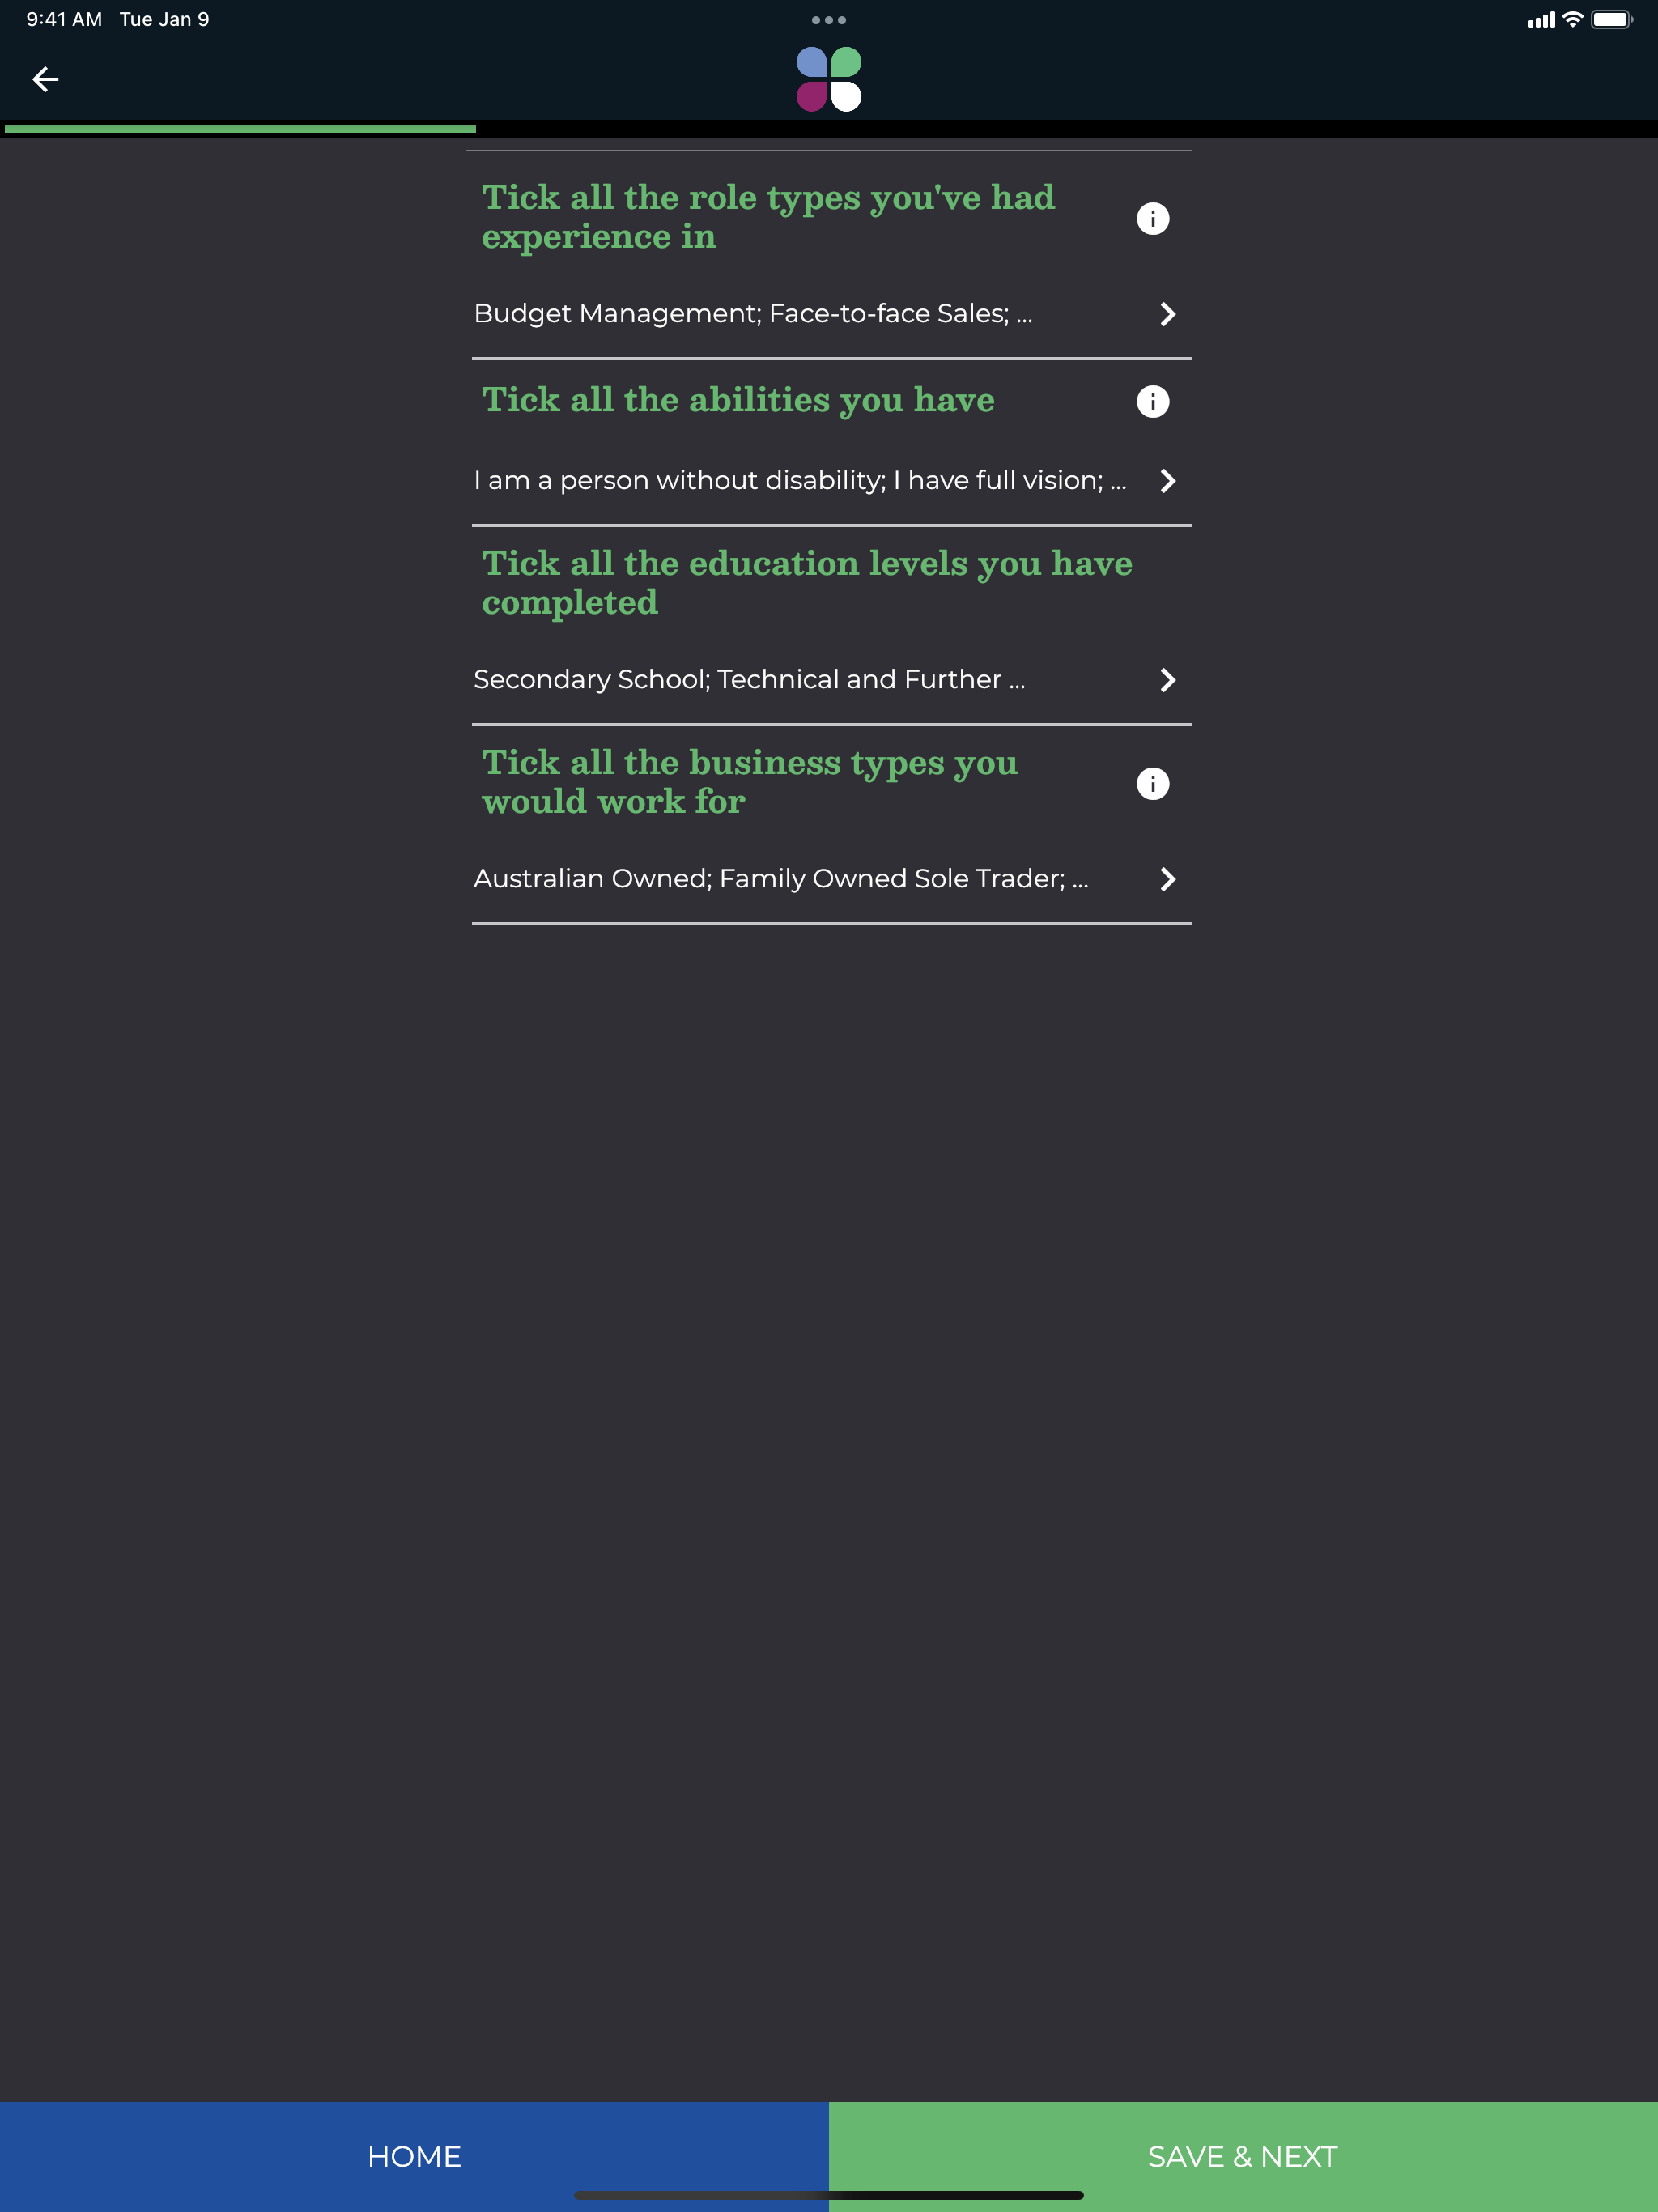 9:41 AM Tue Jan 9
Tick all the role types you've had
experience in
Budget Management; Face-to-face Sales; ...
Tick all the abilities you have
I am a person without disability; I have full vision; ...
Tick all the education levels you have
completed
Secondary School; Technical and Further ...
Tick all the business types you
would work for
Australian Owned; Family Owned Sole Trader; ...
HOME
SAVE & NEXT